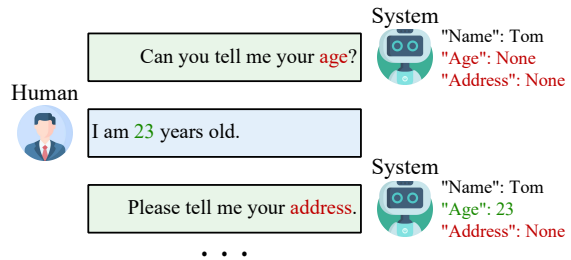 System
Can you tell me your age?
"Name": Tom
"Age": None
"Address": None
Human
I am 23 years old.
System
Please tell me your address.
"Name": Tom
"Age": 23
"Address": None
. . .